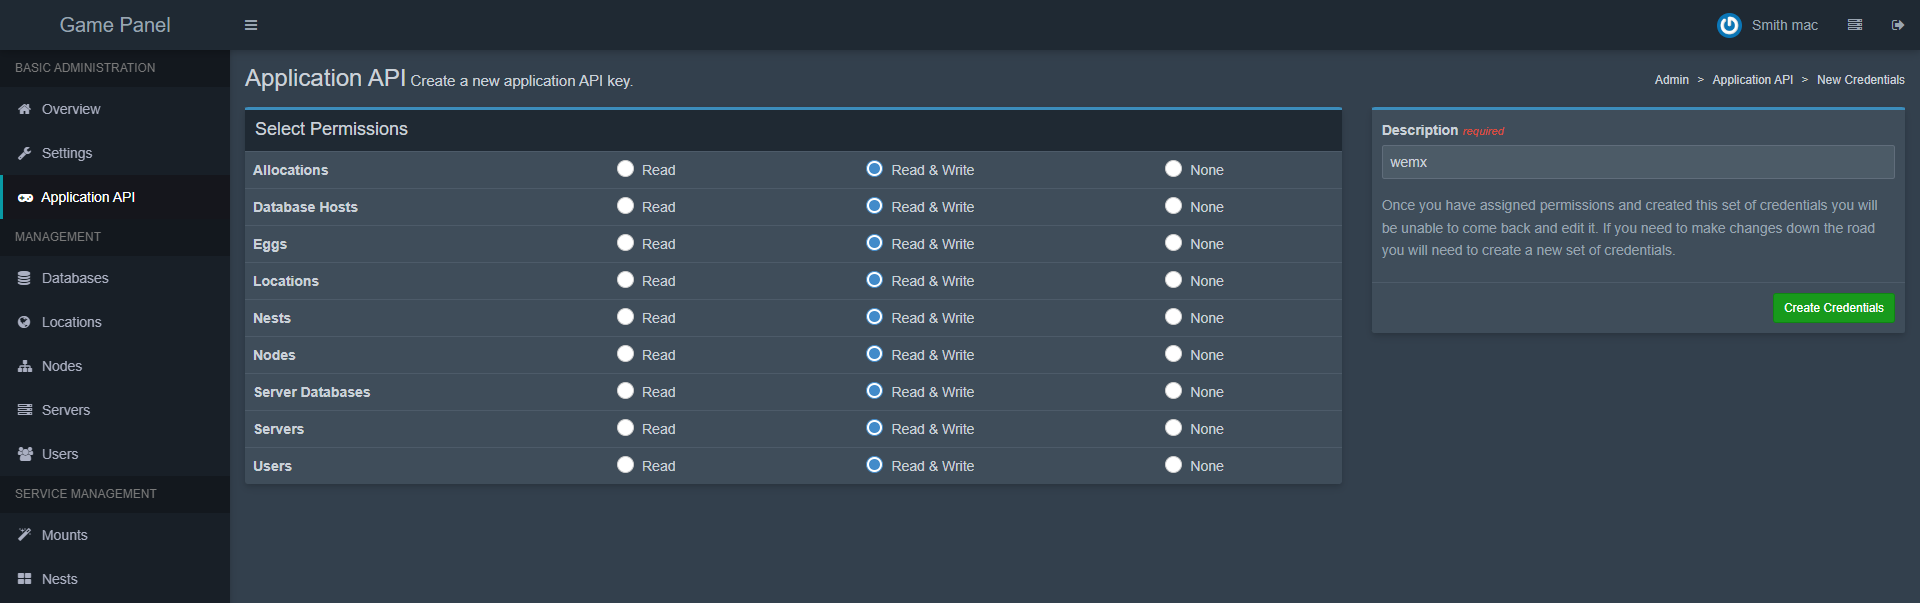 Game Panel
Smith mac
BASIC ADMINISTRATION
Overview
Settings
Application API
MANAGEMENT
Databases
Locations
Nodes
Servers
Users
SERVICE MANAGEMENT
Mounts
Nests
Application API Create a new application API key.
Admin > Application API > New Credentials
Select Permissions
Allocations Read Read & Write None
Database Hosts Read Read & Write None
Eggs Read Read & Write None
Locations Read Read & Write None
Nests Read Read & Write None
Nodes Read Read & Write None
Server Databases Read Read & Write None
Servers Read Read & Write None
Users Read Read & Write None
Description required
wemx
Once you have assigned permissions and created this set of credentials you will
be unable to come back and edit it. If you need to make changes down the road
you will need to create a new set of credentials.
Create Credentials